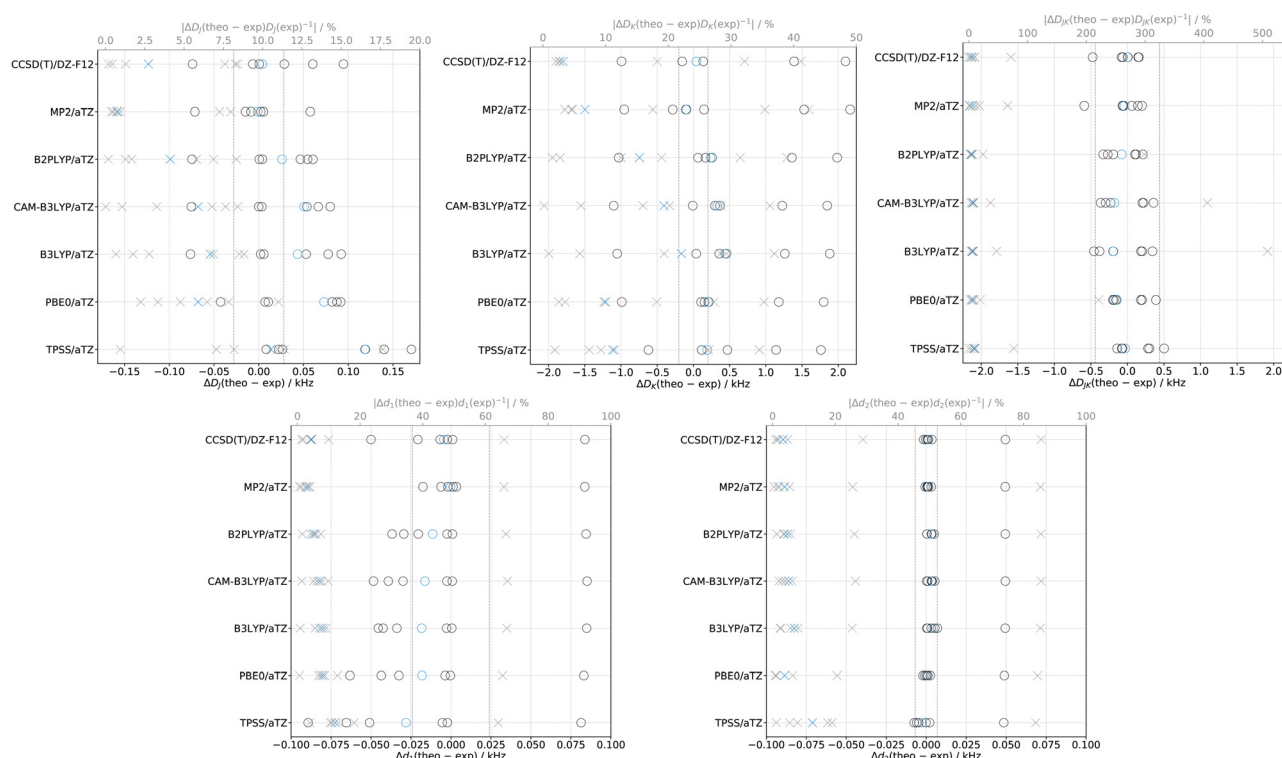 |ΔD_J(theo − exp)D_J(exp)⁻¹| / %
0.0 2.5 5.0 7.5 10.0 12.5 15.0 17.5 20.0
CCSD(T)/DZ-F12
MP2/aTZ
B2PLYP/aTZ
CAM-B3LYP/aTZ
B3LYP/aTZ
PBE0/aTZ
TPSS/aTZ
−0.15 −0.10 −0.05 0.00 0.05 0.10 0.15
ΔD_J(theo − exp) / kHz
|ΔD_K(theo − exp)D_K(exp)⁻¹| / %
0 10 20 30 40 50
CCSD(T)/DZ-F12
MP2/aTZ
B2PLYP/aTZ
CAM-B3LYP/aTZ
B3LYP/aTZ
PBE0/aTZ
TPSS/aTZ
−2.0 −1.5 −1.0 −0.5 0.0 0.5 1.0 1.5 2.0
ΔD_K(theo − exp) / kHz
|ΔD_JK(theo − exp)D_JK(exp)⁻¹| / %
0 100 200 300 400 500
CCSD(T)/DZ-F12
MP2/aTZ
B2PLYP/aTZ
CAM-B3LYP/aTZ
B3LYP/aTZ
PBE0/aTZ
TPSS/aTZ
−2.0 −1.5 −1.0 −0.5 0.0 0.5 1.0 1.5 2.0
ΔD_JK(theo − exp) / kHz
|Δd₁(theo − exp)d₁(exp)⁻¹| / %
0 20 40 60 80 100
CCSD(T)/DZ-F12
MP2/aTZ
B2PLYP/aTZ
CAM-B3LYP/aTZ
B3LYP/aTZ
PBE0/aTZ
TPSS/aTZ
−0.100 −0.075 −0.050 −0.025 0.000 0.025 0.050 0.075 0.100
Δd₁(theo − exp) / kHz
|Δd₂(theo − exp)d₂(exp)⁻¹| / %
0 20 40 60 80 100
CCSD(T)/DZ-F12
MP2/aTZ
B2PLYP/aTZ
CAM-B3LYP/aTZ
B3LYP/aTZ
PBE0/aTZ
TPSS/aTZ
−0.100 −0.075 −0.050 −0.025 0.000 0.025 0.050 0.075 0.100
Δd₂(theo − exp) / kHz